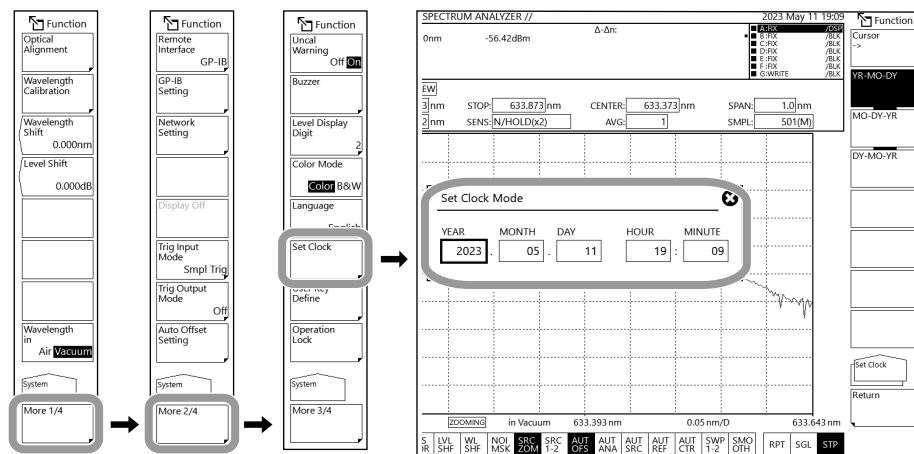 Function
Optical
Alignment
Wavelength
Calibration
Wavelength
Shift
0.000nm
Level Shift
0.000dB
Wavelength
in
Air Vacuum
System
More 1/4
Function
Remote
Interface
GP-IB
GP-IB
Setting
Network
Setting
Display Off
Trig Input
Mode
Smpl Trig
Trig Output
Mode
Off
Auto Offset
Setting
System
More 2/4
Function
Uncal
Warning
Off On
Buzzer
Level Display
Digit
2
Color Mode
Color B&W
Language
English
Set Clock
User Key
Define
Operation
Lock
System
More 3/4
SPECTRUM ANALYZER // 2023 May 11 19:09
0nm -56.42dBm Δ-Δn:
A:FIX /DSP
B:FIX /BLK
C:FIX /BLK
D:FIX /BLK
E:FIX /BLK
F:FIX /BLK
G:WRITE /BLK
EW
3 nm STOP: 633.873 nm CENTER: 633.373 nm SPAN: 1.0 nm
2 nm SENS: N/HOLD(x2) AVG: 1 SMPL: 501(M)
Set Clock Mode
YEAR MONTH DAY HOUR MINUTE
2023 . 05 . 11 19 : 09
ZOOMING in Vacuum 633.393 nm 0.05 nm/D 633.643 nm
S LVL WL NOI SRC SRC AUT AUT AUT AUT AUT SWP SMO
R SHF SHF MSK ZOM 1-2 OFS ANA SRC REF CTR 1-2 OTH RPT SGL STP
Function
Cursor
->
YR-MO-DY
MO-DY-YR
DY-MO-YR
Set Clock
Return